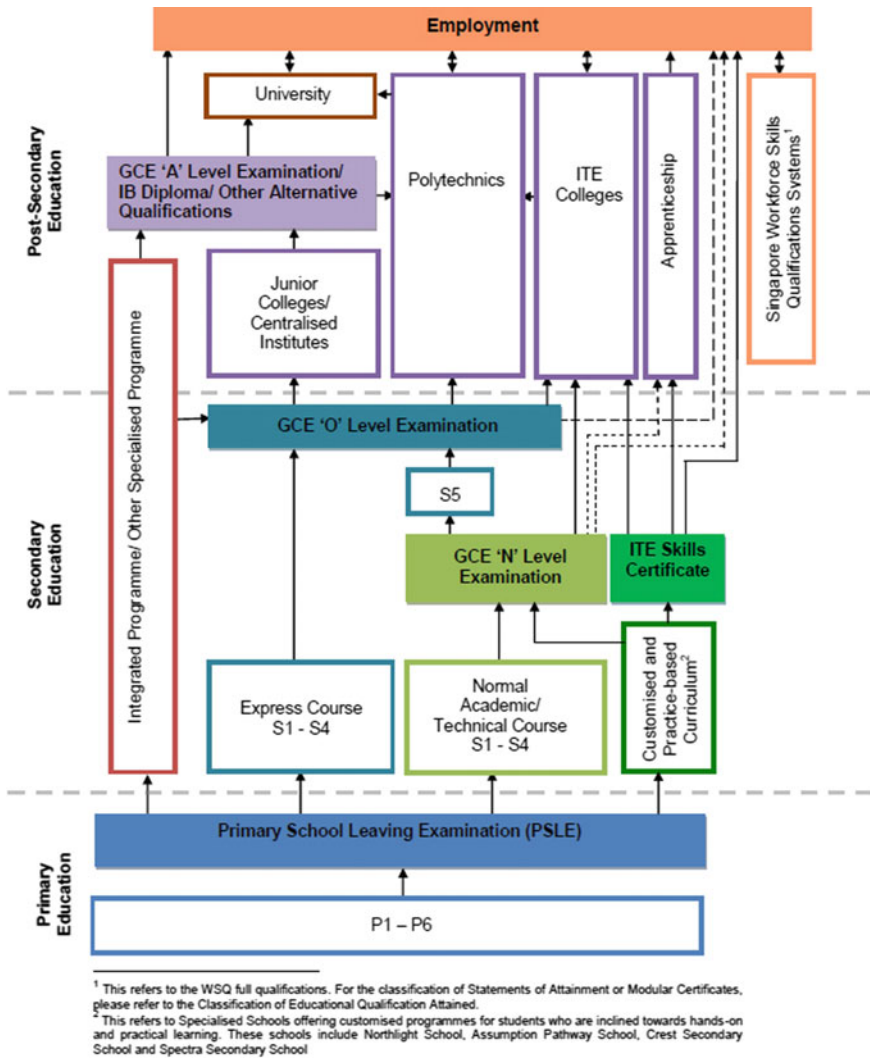 Employment
University
Post-Secondary
Education
GCE ‘A’ Level Examination/
IB Diploma/ Other Alternative
Qualifications
Polytechnics
ITE
Colleges
Apprenticeship
Singapore Workforce Skills
Qualifications Systems¹
Junior
Colleges/
Centralised
Institutes
Integrated Programme/ Other Specialised Programme
GCE ‘O’ Level Examination
S5
Secondary
Education
GCE ‘N’ Level
Examination
ITE Skills
Certificate
Express Course
S1 - S4
Normal
Academic/
Technical Course
S1 - S4
Customised and
Practice-based
Curriculum²
Primary School Leaving Examination (PSLE)
Primary
Education
P1 – P6
¹ This refers to the WSQ full qualifications. For the classification of Statements of Attainment or Modular Certificates,
please refer to the Classification of Educational Qualification Attained.
² This refers to Specialised Schools offering customised programmes for students who are inclined towards hands-on
and practical learning. These schools include Northlight School, Assumption Pathway School, Crest Secondary
School and Spectra Secondary School